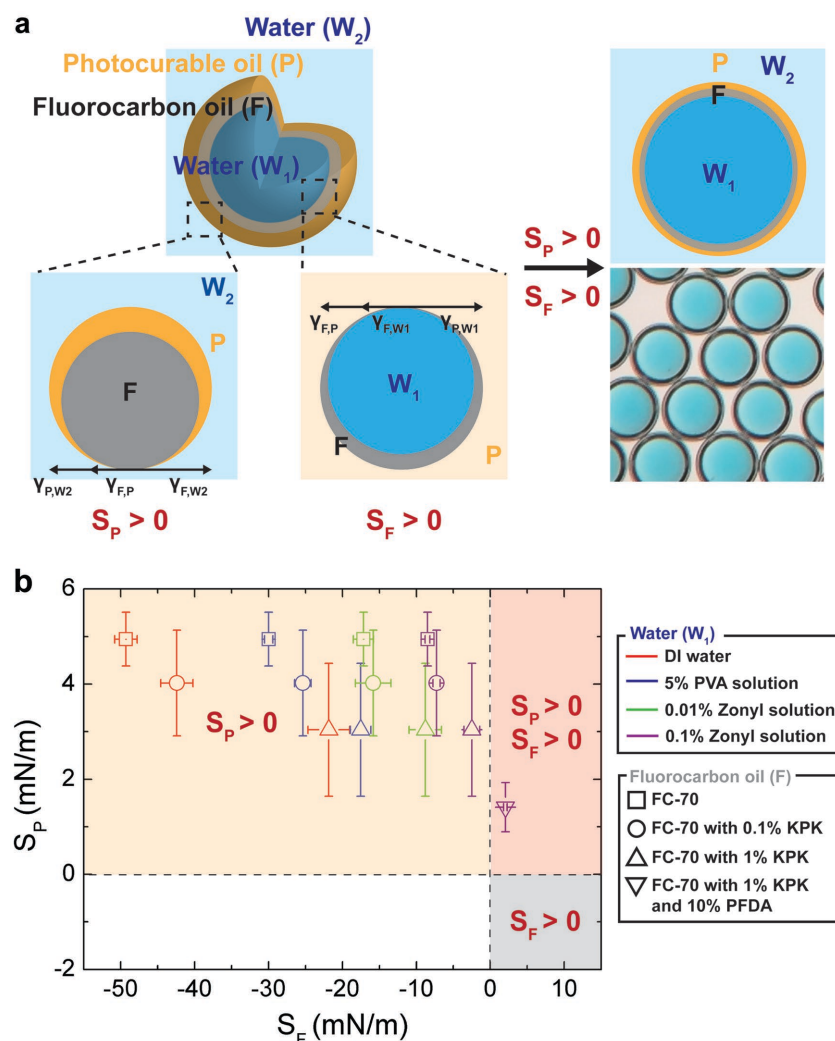 a
Water (W2)
Photocurable oil (P)
Fluorocarbon oil (F)
Water (W1)
P
W2
F
W1
SP > 0
SF > 0
W2
P
F
γP,W2
γF,P
γF,W2
SP > 0
γF,P
γF,W1
γP,W1
W1
F
P
SF > 0
b
SP (mN/m)
6
4
2
0
-2
SP > 0
SP > 0
SF > 0
SF > 0
-50
-40
-30
-20
-10
0
10
SF (mN/m)
Water (W1)
DI water
5% PVA solution
0.01% Zonyl solution
0.1% Zonyl solution
Fluorocarbon oil (F)
FC-70
FC-70 with 0.1% KPK
FC-70 with 1% KPK
FC-70 with 1% KPK
and 10% PFDA